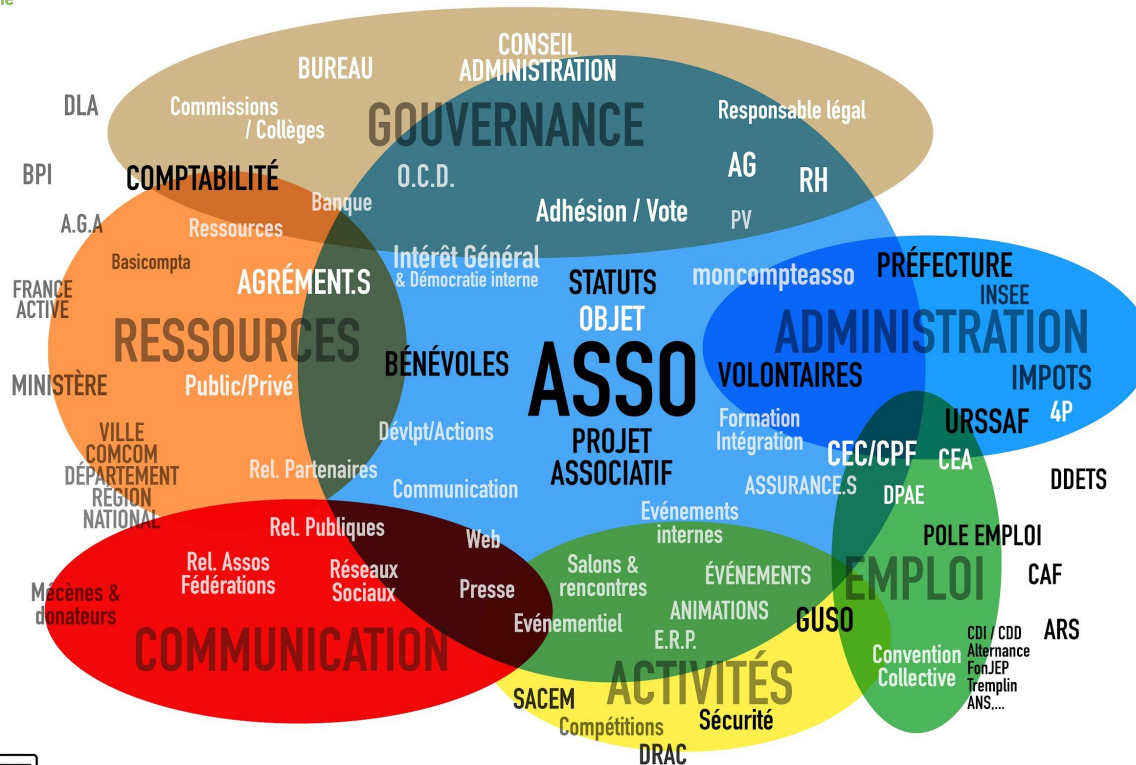 CONSEIL
ADMINISTRATION
BUREAU
DLA
Commissions
/ Collèges
GOUVERNANCE
Responsable légal
BPI
COMPTABILITÉ
O.C.D.
AG
RH
Banque
Adhésion / Vote
PV
A.G.A
Ressources
Basicompta
Intérêt Général
& Démocratie interne
AGRÉMENT.S
STATUTS
OBJET
moncompteasso
PRÉFECTURE
INSEE
FRANCE
ACTIVE
RESSOURCES
ADMINISTRATION
BÉNÉVOLES
ASSO
VOLONTAIRES
IMPOTS
MINISTÈRE
Public/Privé
4P
Dévlpt/Actions
PROJET
ASSOCIATIF
Formation
Intégration
URSSAF
VILLE
COMCOM
DÉPARTEMENT
RÉGION
NATIONAL
Rel. Partenaires
CEC/CPF
CEA
Communication
ASSURANCE.S
DPAE
DDETS
Evénements
internes
Rel. Publiques
Web
POLE EMPLOI
Rel. Assos
Fédérations
Réseaux
Sociaux
Presse
Salons &
rencontres
ÉVÉNEMENTS
EMPLOI
CAF
Mécènes &
donateurs
Evénementiel
ANIMATIONS
GUSO
E.R.P.
ARS
COMMUNICATION
Convention
Collective
CDI / CDD
Alternance
FonJEP
Tremplin
ANS,...
ACTIVITÉS
SACEM
Compétitions
Sécurité
DRAC